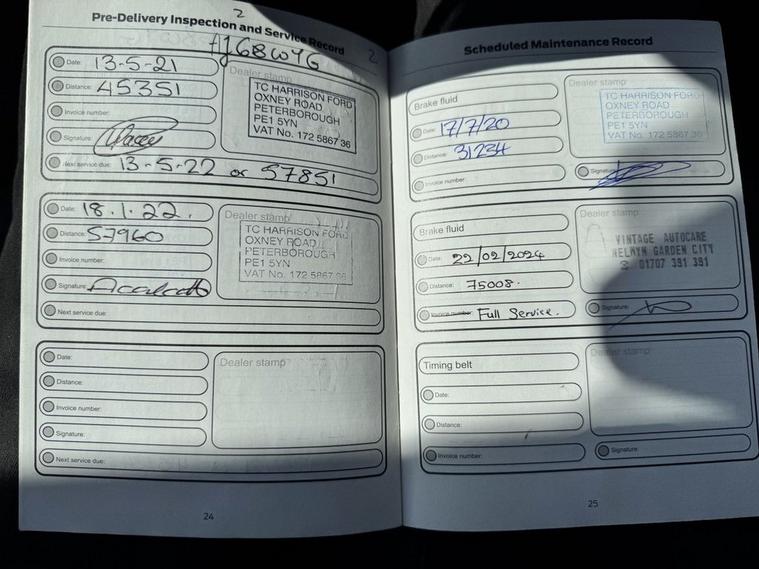 2
Pre-Delivery Inspection and Service Record
HJ68WYG
Date: 13-5-21
Distance: 45351
Invoice number:
Signature:
Next service due: 13-5-22 or 57851
Dealer stamp
TC HARRISON FORD
OXNEY ROAD
PETERBOROUGH
PE1 5YN
VAT No. 172 5867 36
Date: 18.1.22.
Distance: 57960
Invoice number:
Signature:
Next service due:
Dealer stamp
TC HARRISON FORD
OXNEY ROAD
PETERBOROUGH
PE1 5YN
VAT No. 172 5867 36
Date:
Distance:
Invoice number:
Signature:
Next service due:
Dealer stamp
24
Scheduled Maintenance Record
Brake fluid
Date: 17/7/20
Distance: 31234
Invoice number:
Dealer stamp
TC HARRISON FORD
OXNEY ROAD
PETERBOROUGH
PE1 5YN
VAT No. 172 5867 36
Signature:
Brake fluid
Date: 22/02/2024
Distance: 75008.
Invoice number: Full Service.
Dealer stamp
VINTAGE AUTOCARE
WELWYN GARDEN CITY
☎ 01707 391 391
Signature:
Timing belt
Date:
Distance:
Invoice number:
Dealer stamp
Signature:
25